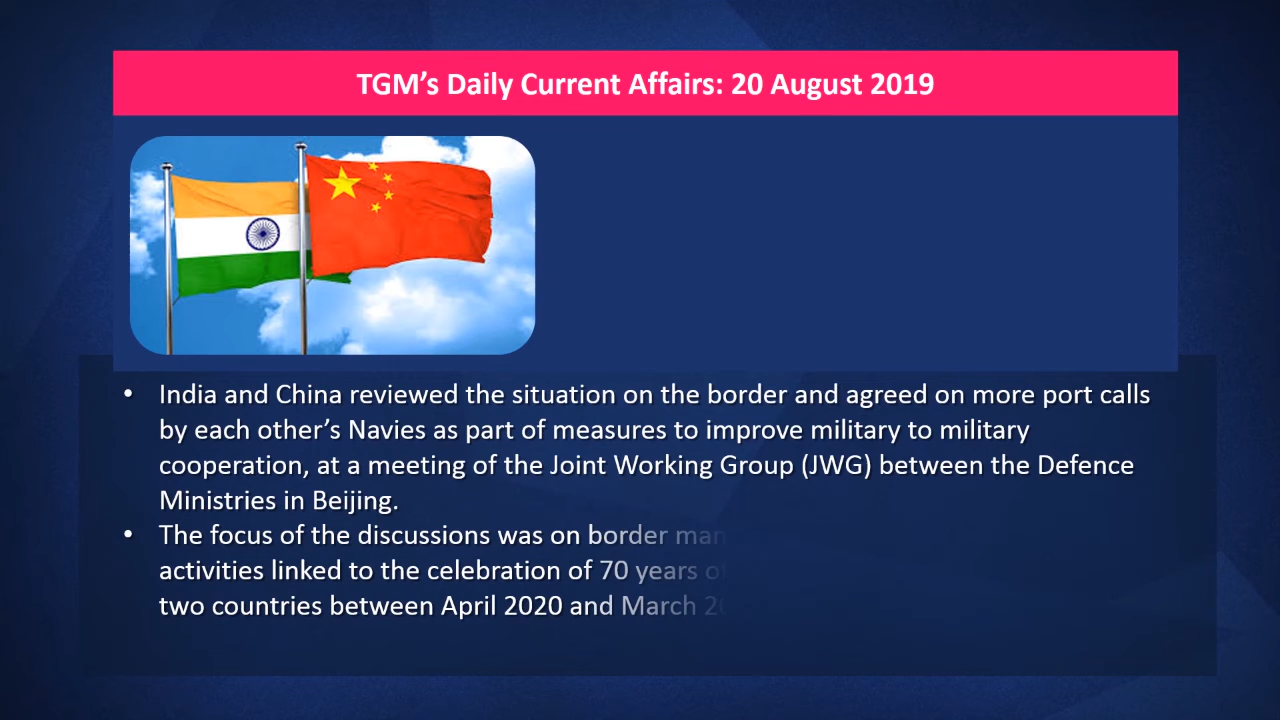 TGM’s Daily Current Affairs: 20 August 2019
• India and China reviewed the situation on the border and agreed on more port calls
by each other’s Navies as part of measures to improve military to military
cooperation, at a meeting of the Joint Working Group (JWG) between the Defence
Ministries in Beijing.
• The focus of the discussions was on border
activities linked to the celebration of 70 years
two countries between April 2020 and March